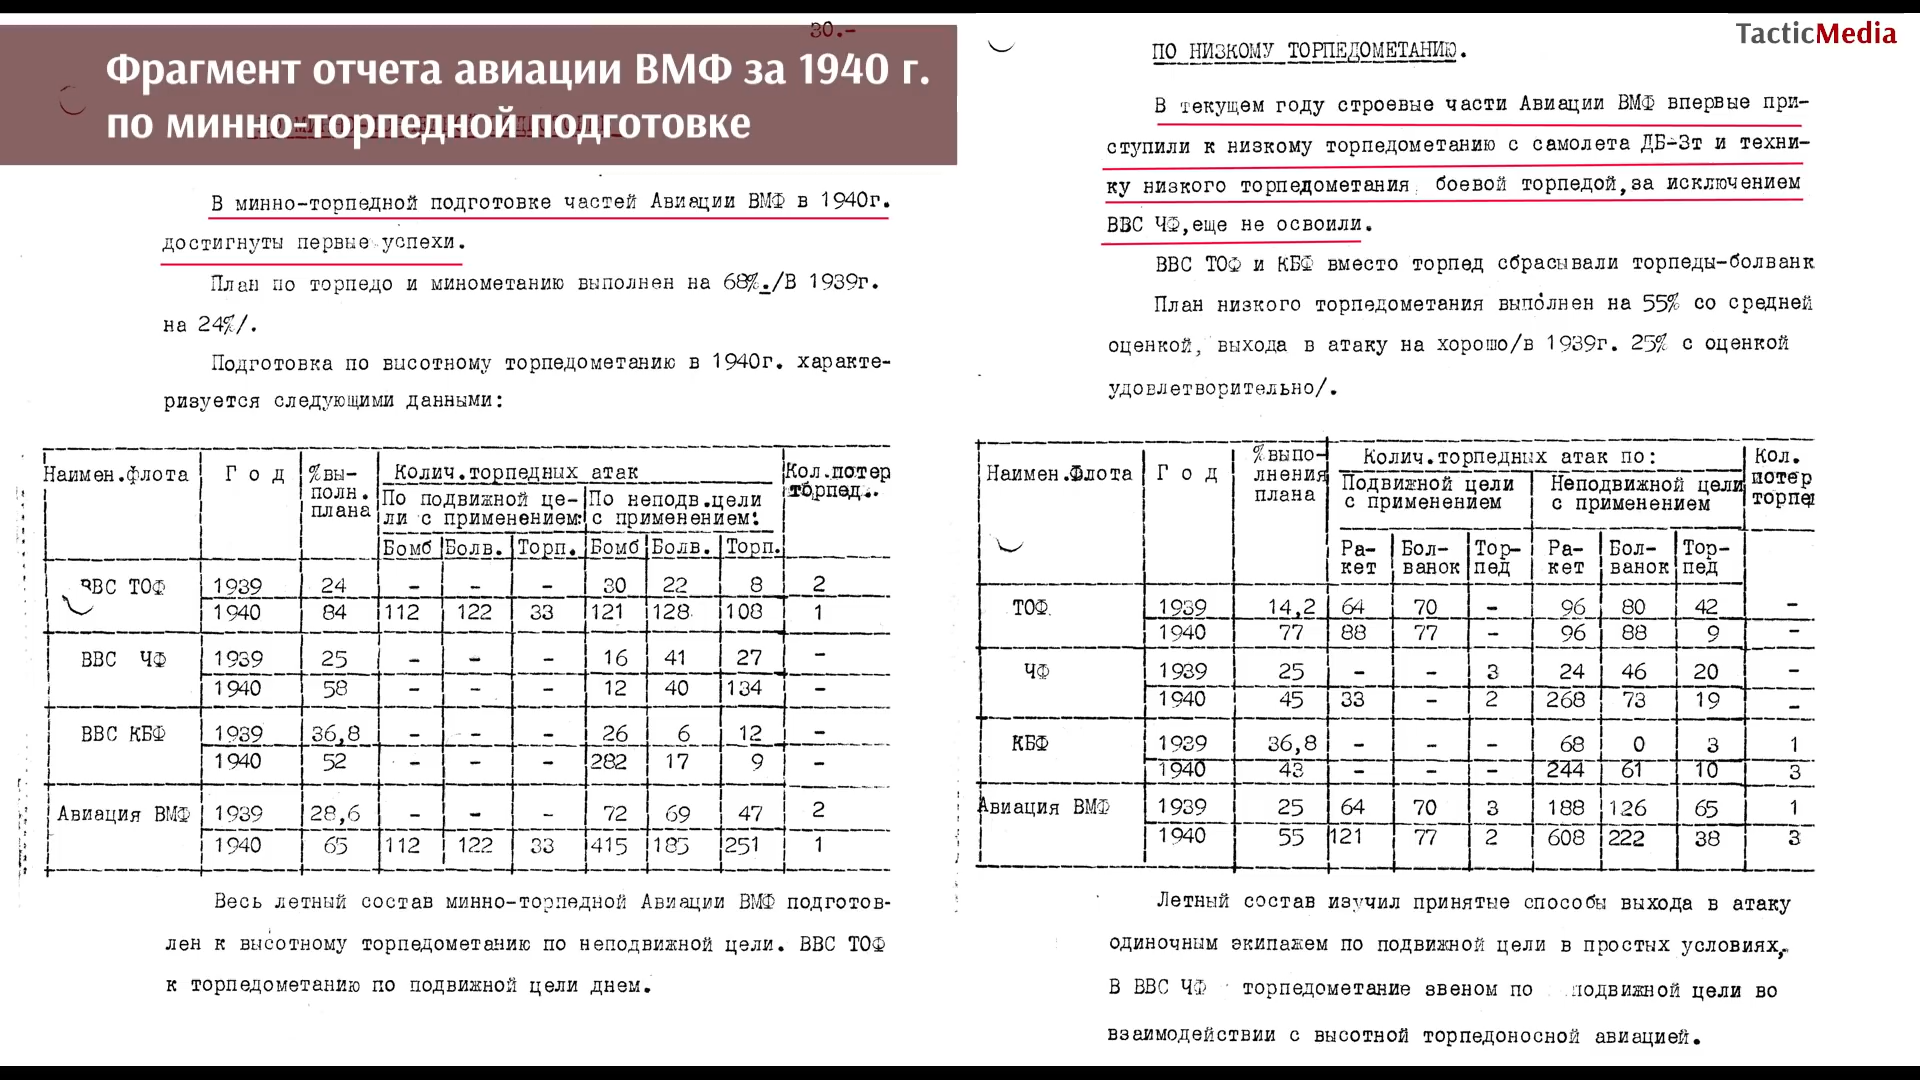 30.-
TacticMedia
Фрагмент отчета авиации ВМФ за 1940 г.
по минно-торпедной подготовке
В минно-торпедной подготовке частей Авиации ВМФ в 1940г.
достигнуты первые успехи.
План по торпедо и минометанию выполнен на 68%./В 1939г.
на 24%/.
Подготовка по высотному торпедометанию в 1940г. характе-
ризуется следующими данными:
Наимен.флота Г о д %вы- Колич.торпедных атак Кол.потер
полн. По подвижной це- По неподв.цели торпед..
плана ли с применением: с применением:
Бомб Болв. Торп. Бомб Болв. Торп.
ВВС ТОФ 1939 24 - - - 30 22 8 2
1940 84 112 122 33 121 128 108 1
ВВС ЧФ 1939 25 - - - 16 41 27 -
1940 58 - - - 12 40 134 -
ВВС КБФ 1939 36,8 - - - 26 6 12 -
1940 52 - - - 282 17 9 -
Авиация ВМФ 1939 28,6 - - - 72 69 47 2
1940 65 112 122 33 415 185 251 1
Весь летный состав минно-торпедной Авиации ВМФ подготов-
лен к высотному торпедометанию по неподвижной цели. ВВС ТОФ
к торпедометанию по подвижной цели днем.
ПО НИЗКОМУ ТОРПЕДОМЕТАНИЮ.
В текущем году строевые части Авиации ВМФ впервые при-
ступили к низкому торпедометанию с самолета ДБ-3т и техни-
ку низкого торпедометания боевой торпедой,за исключением
ВВС ЧФ,еще не освоили.
ВВС ТОФ и КБФ вместо торпед сбрасывали торпеды-болванк
План низкого торпедометания выполнен на 55% со средней
оценкой, выхода в атаку на хорошо/в 1939г. 25% с оценкой
удовлетворительно/.
Наимен.Флота Г о д %выпо- Колич.торпедных атак по: Кол.
лнения Подвижной цели Неподвижной цели потер
плана с применением с применением торпед
Ра- Бол- Тор- Ра- Бол- Тор-
кет ванок пед кет ванок пед
ТОФ. 1939 14,2 64 70 - 96 80 42 -
1940 77 88 77 - 96 88 9 -
ЧФ 1939 25 - - 3 24 46 20 -
1940 45 33 - 2 268 73 19 -
КБФ 1939 36,8 - - - 68 0 3 1
1940 43 - - - 244 61 10 3
Авиация ВМФ 1939 25 64 70 3 188 126 65 1
1940 55 121 77 2 608 222 38 3
Летный состав изучил принятые способы выхода в атаку
одиночным экипажем по подвижной цели в простых условиях,
В ВВС ЧФ торпедометание звеном по подвижной цели во
взаимодействии с высотной торпедоносной авиацией.